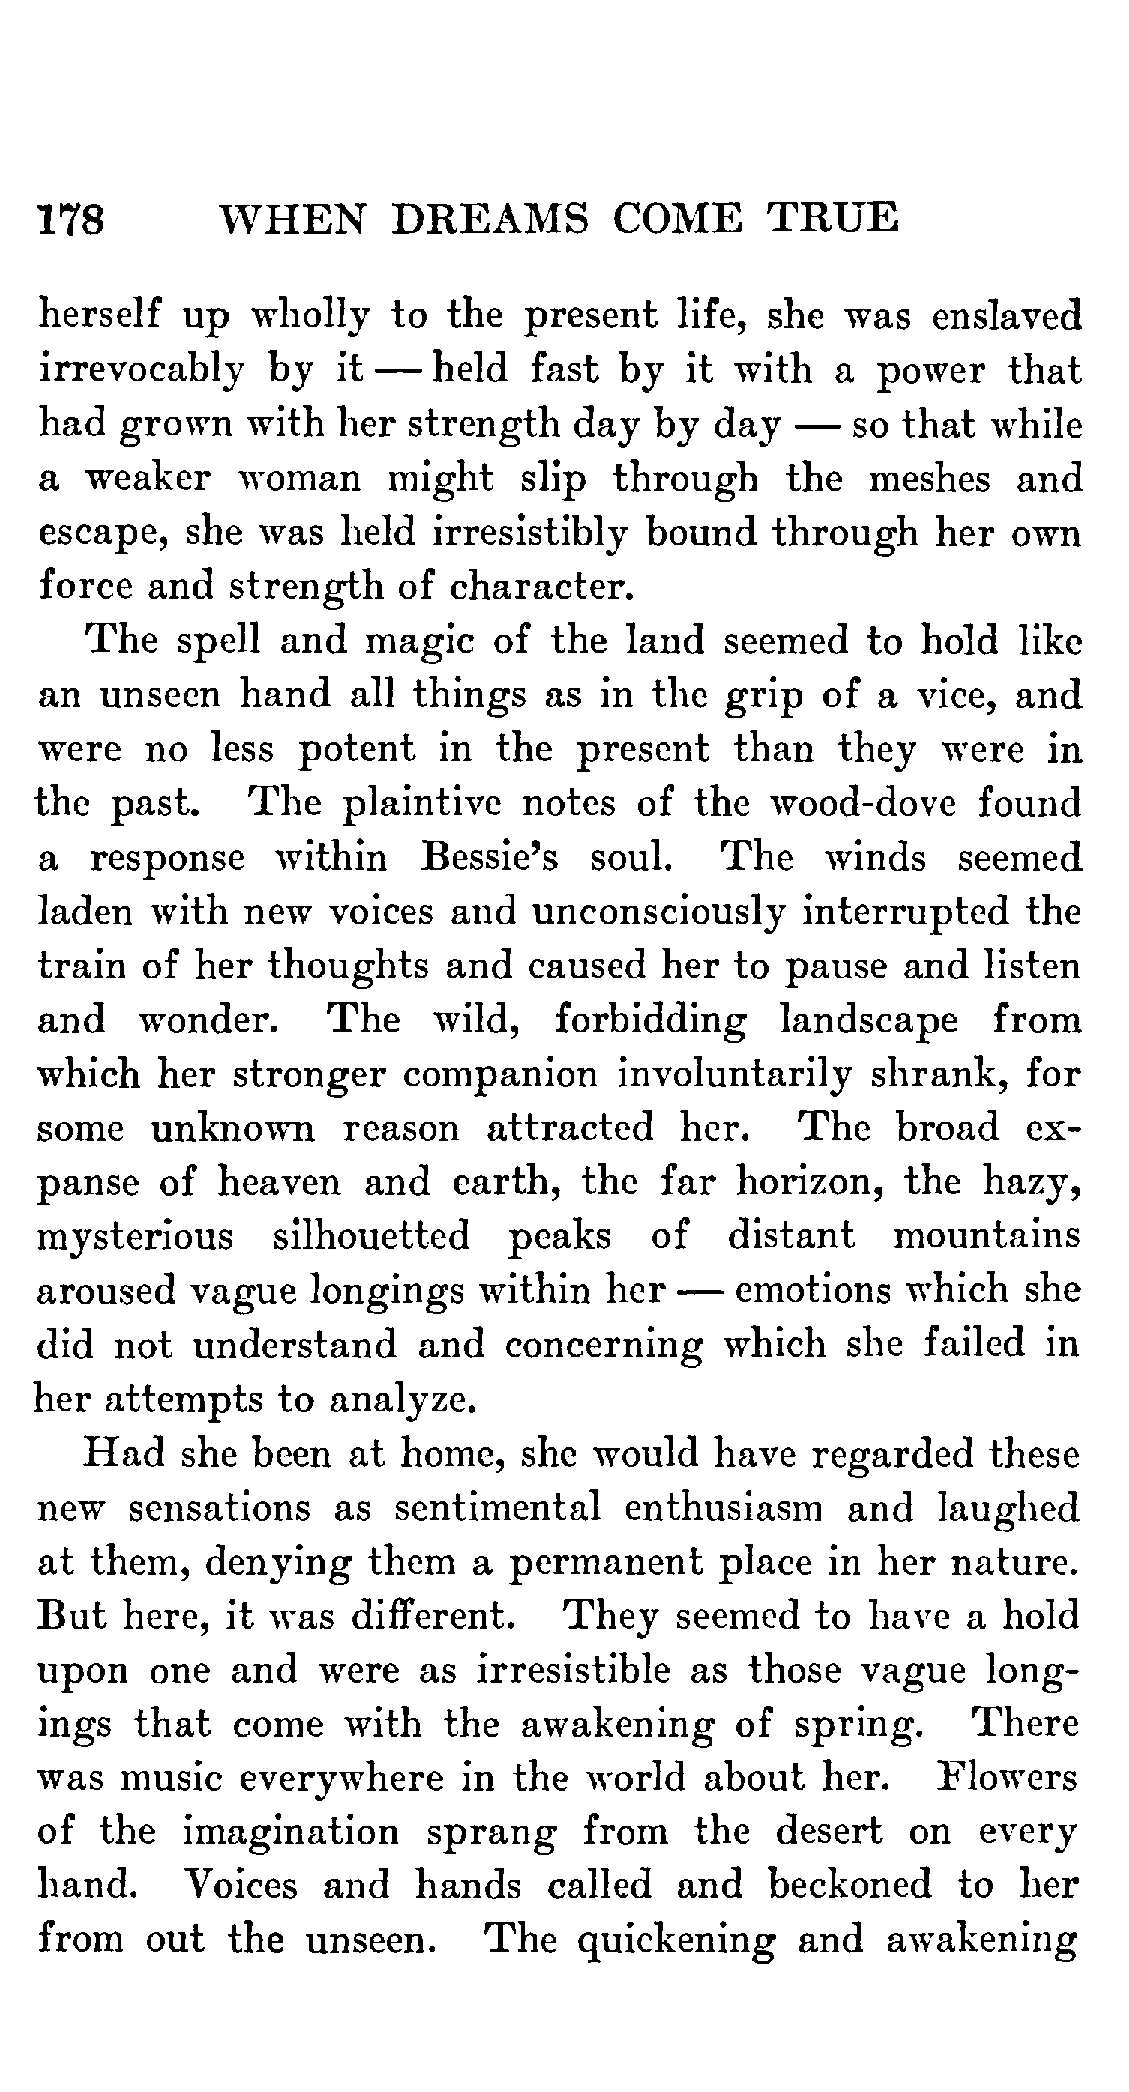 178 WHEN DREAMS COME TRUE
herself up wholly to the present life, she was enslaved
irrevocably by it — held fast by it with a power that
had grown with her strength day by day — so that while
a weaker woman might slip through the meshes and
escape, she was held irresistibly bound through her own
force and strength of character.
The spell and magic of the land seemed to hold like
an unseen hand all things as in the grip of a vice, and
were no less potent in the present than they were in
the past. The plaintive notes of the wood-dove found
a response within Bessie's soul. The winds seemed
laden with new voices and unconsciously interrupted the
train of her thoughts and caused her to pause and listen
and wonder. The wild, forbidding landscape from
which her stronger companion involuntarily shrank, for
some unknown reason attracted her. The broad ex-
panse of heaven and earth, the far horizon, the hazy,
mysterious silhouetted peaks of distant mountains
aroused vague longings within her — emotions which she
did not understand and concerning which she failed in
her attempts to analyze.
Had she been at home, she would have regarded these
new sensations as sentimental enthusiasm and laughed
at them, denying them a permanent place in her nature.
But here, it was different. They seemed to have a hold
upon one and were as irresistible as those vague long-
ings that come with the awakening of spring. There
was music everywhere in the world about her. Flowers
of the imagination sprang from the desert on every
hand. Voices and hands called and beckoned to her
from out the unseen. The quickening and awakening